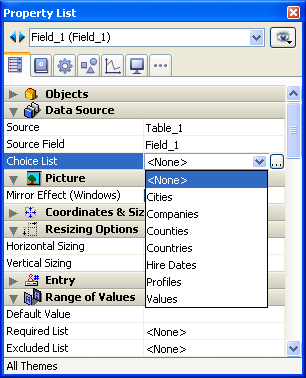 Property List
Field_1 (Field_1)
Objects
Data Source
Source Table_1
Source Field Field_1
Choice List <None>
<None>
Cities
Companies
Counties
Countries
Hire Dates
Profiles
Values
Picture
Mirror Effect (Windows)
Coordinates & Siz
Resizing Options
Horizontal Sizing
Vertical Sizing
Entry
Range of Values
Default Value
Required List <None>
Excluded List <None>
All Themes